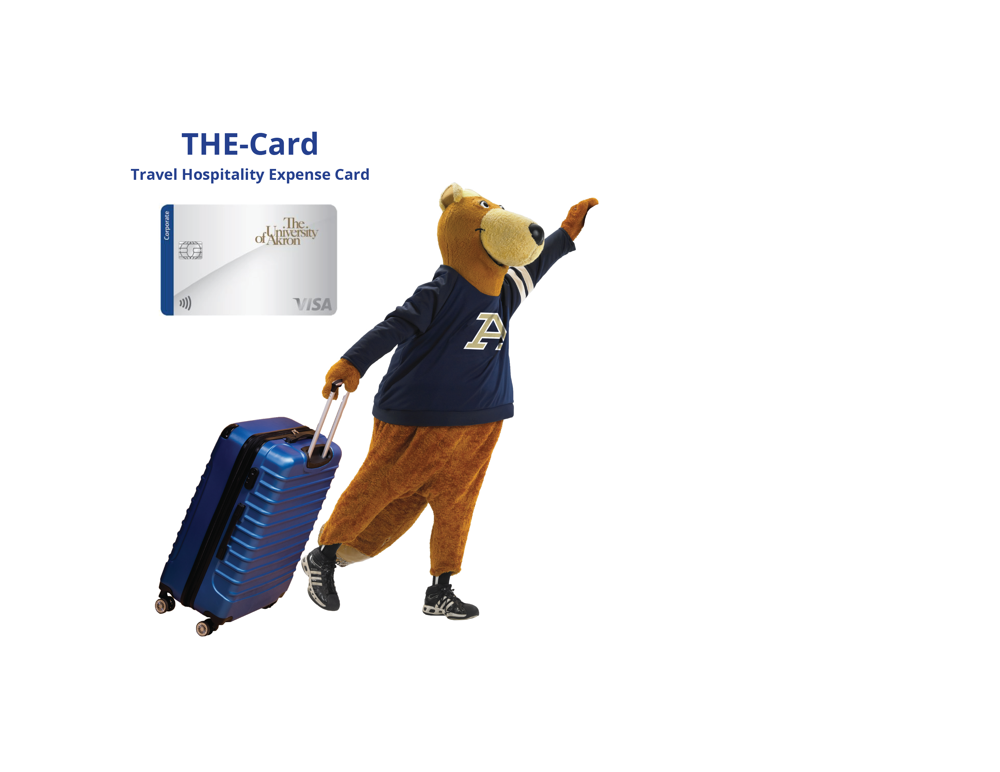 THE-Card
Travel Hospitality Expense Card
Corporate
The
University
of Akron
VISA
A